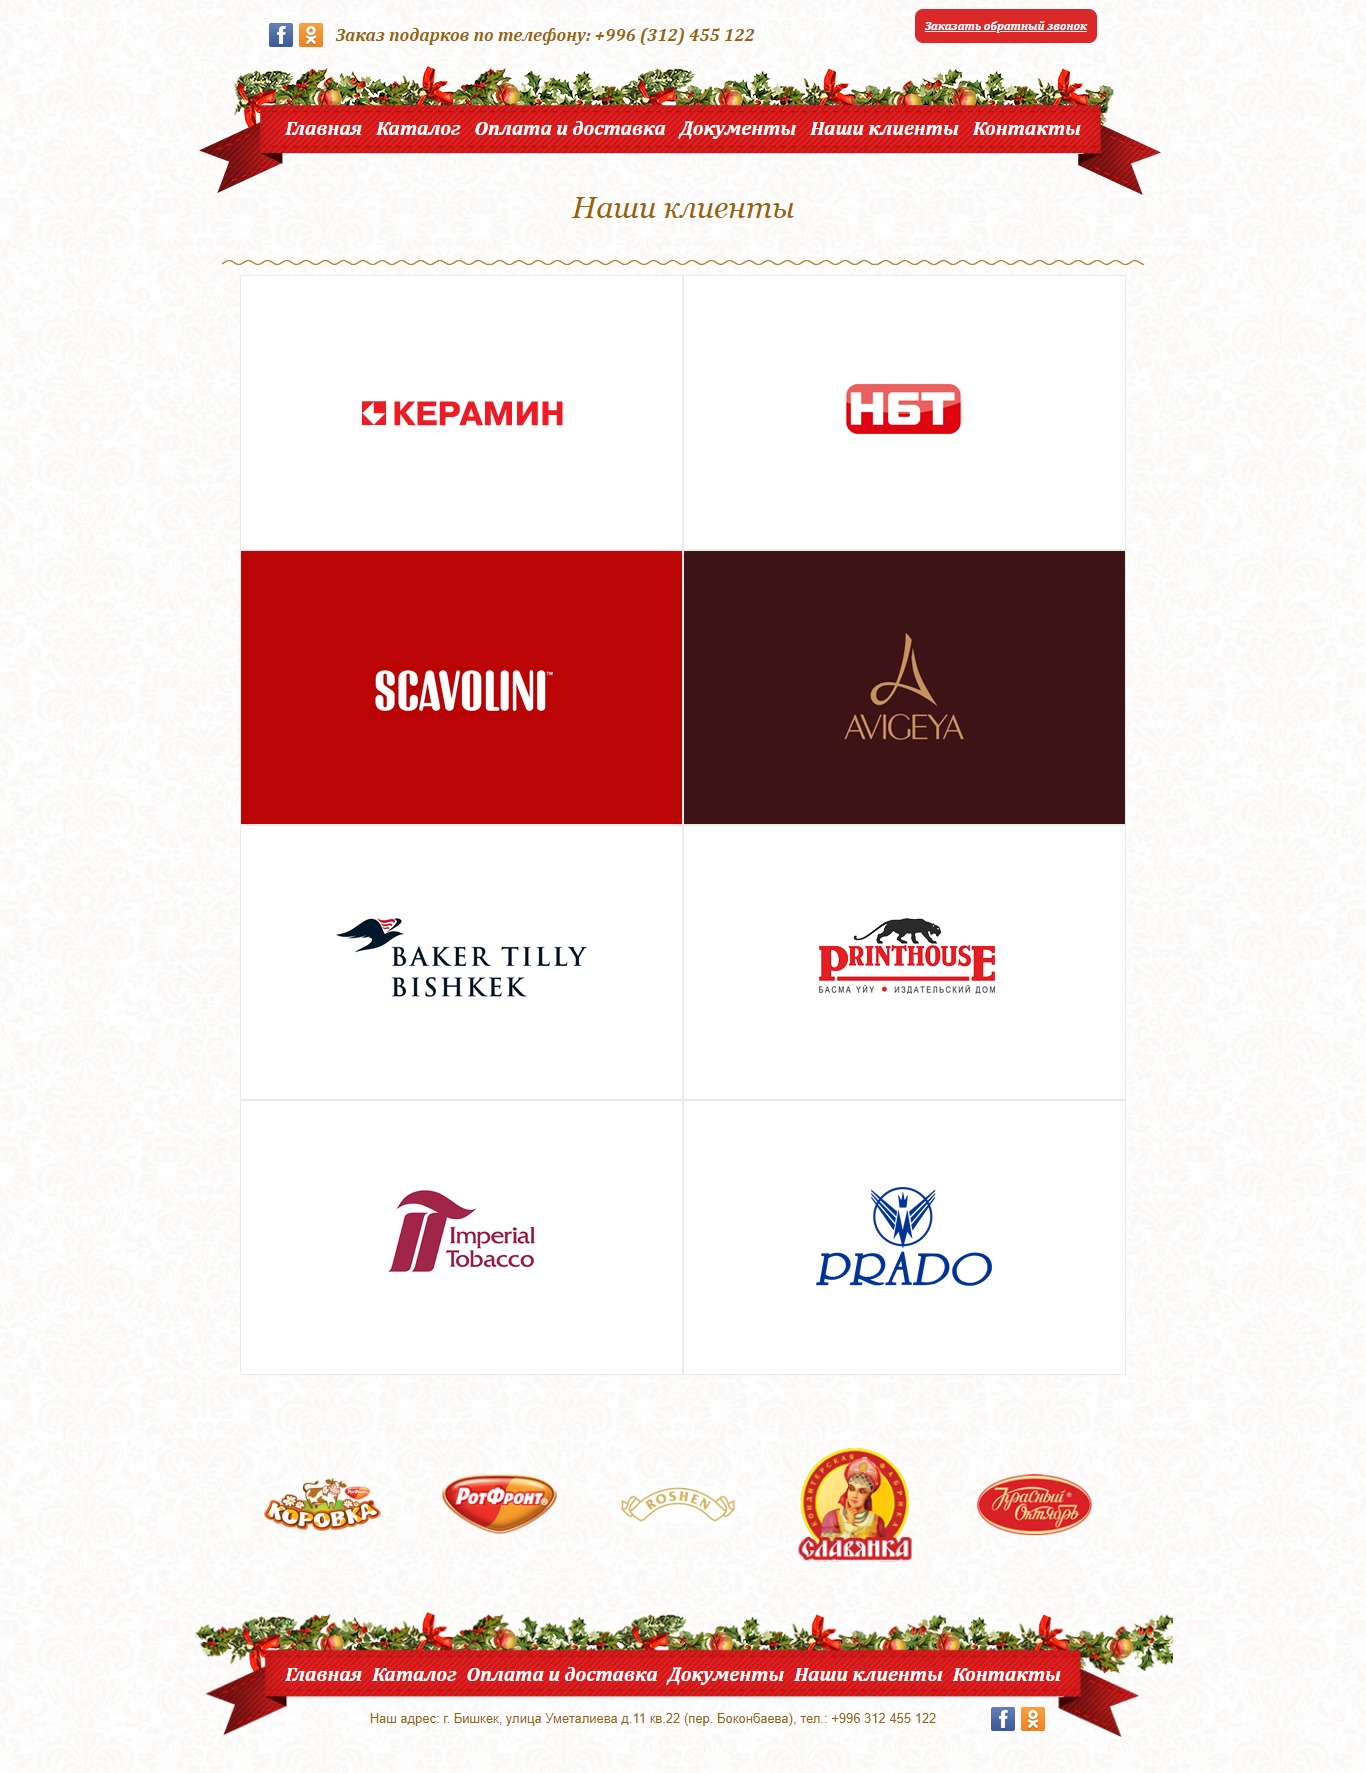 Заказ подарков по телефону: +996 (312) 455 122
Заказать обратный звонок
Главная Каталог Оплата и доставка Документы Наши клиенты Контакты
Наши клиенты
КЕРАМИН
НБТ
SCAVOLINI™
AVIGEYA
BAKER TILLY
BISHKEK
PRINTHOUSE
БАСМА ҮЙҮ • ИЗДАТЕЛЬСКИЙ ДОМ
Imperial
Tobacco
PRADO
РотФронт
КОРОВКА
РотФронт®
ROSHEN
КОНДИТЕРСКАЯ ФАБРИКА
СЛАВЯНКА
Красный®
Октябрь
Главная Каталог Оплата и доставка Документы Наши клиенты Контакты
Наш адрес: г. Бишкек, улица Уметалиева д.11 кв.22 (пер. Боконбаева), тел.: +996 312 455 122